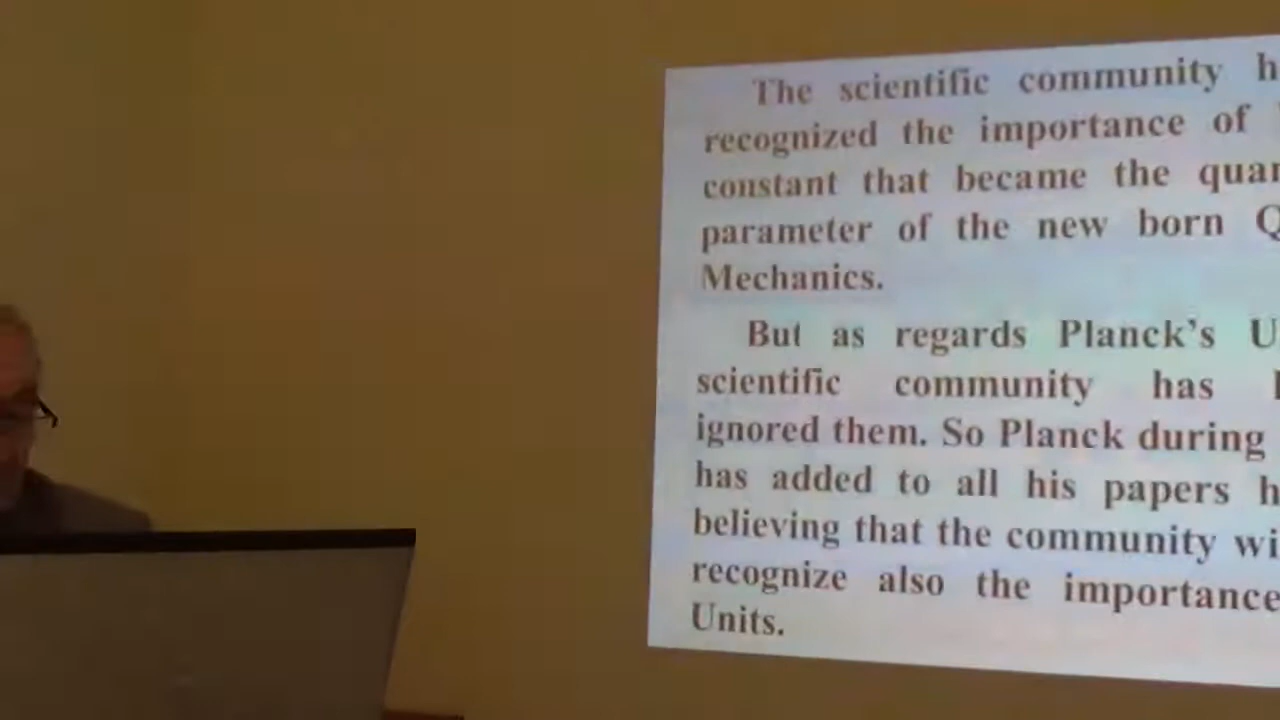 The scientific community
recognized the importance of
constant that became the
parameter of the new born
Mechanics.
But as regards Planck's
scientific community has
ignored them. So Planck during
has added to all his papers
believing that the community
recognize also the importance
Units.